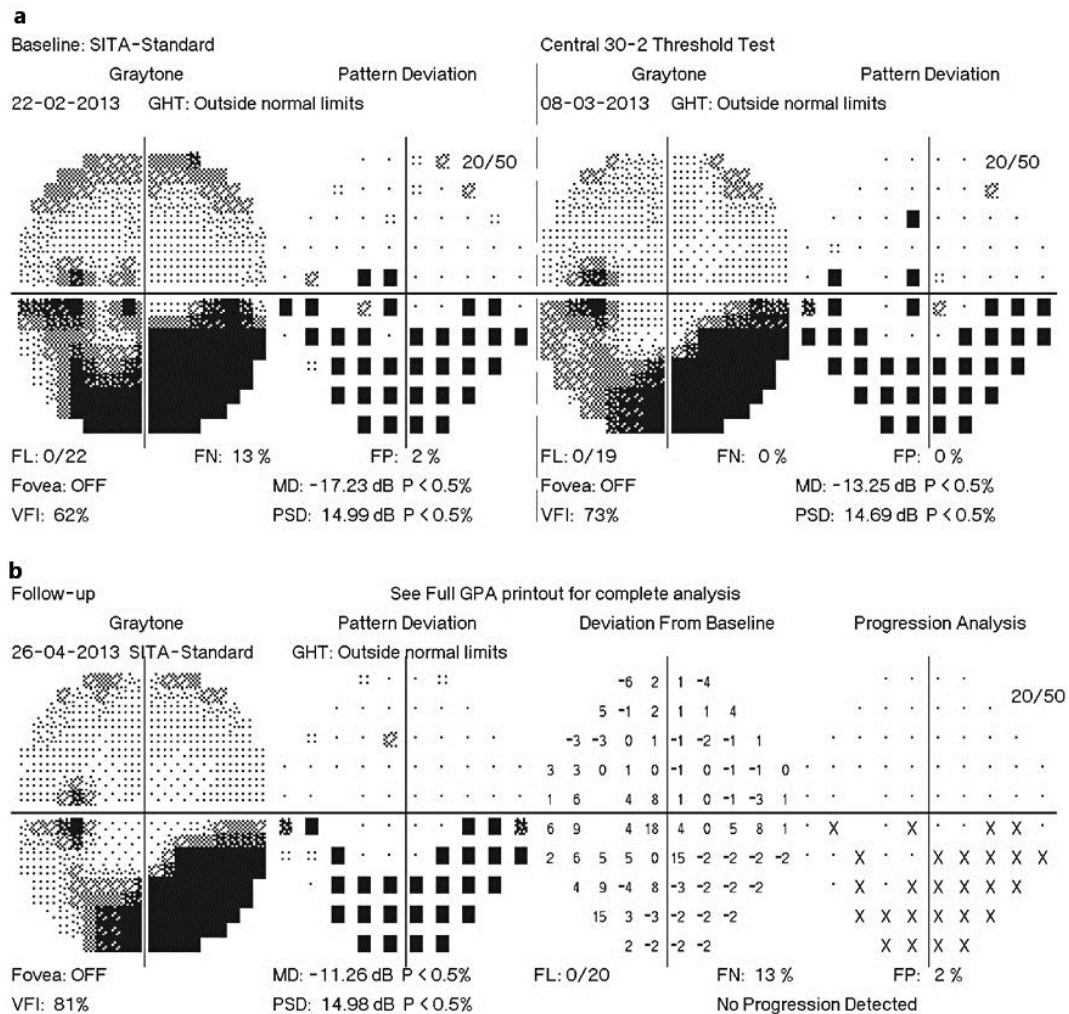 a
Baseline: SITA-Standard Central 30-2 Threshold Test
Graytone Pattern Deviation Graytone Pattern Deviation
22-02-2013 GHT: Outside normal limits 08-03-2013 GHT: Outside normal limits
20/50 20/50
FL: 0/22 FN: 13 % FP: 2 % FL: 0/19 FN: 0 % FP: 0 %
Fovea: OFF MD: -17.23 dB P < 0.5% Fovea: OFF MD: -13.25 dB P < 0.5%
VFI: 62% PSD: 14.99 dB P < 0.5% VFI: 73% PSD: 14.69 dB P < 0.5%
b
Follow-up See Full GPA printout for complete analysis
Graytone Pattern Deviation Deviation From Baseline Progression Analysis
26-04-2013 SITA-Standard GHT: Outside normal limits
-6 2 1 -4
20/50
5 -1 2 1 1 4
-3 -3 0 1 -1 -2 -1 1
3 3 0 1 0 -1 0 -1 -1 0
1 6 4 8 1 0 -1 -3 1
6 9 4 18 4 0 5 8 1 X X X X
2 6 5 5 0 15 -2 -2 -2 -2 X X X X X X
4 9 -4 8 -3 -2 -2 -2 X X X X X X
15 3 -3 -2 -2 -2 X X X X X X
2 -2 -2 -2 X X X X
Fovea: OFF MD: -11.26 dB P < 0.5% FL: 0/20 FN: 13 % FP: 2 %
VFI: 81% PSD: 14.98 dB P < 0.5% No Progression Detected